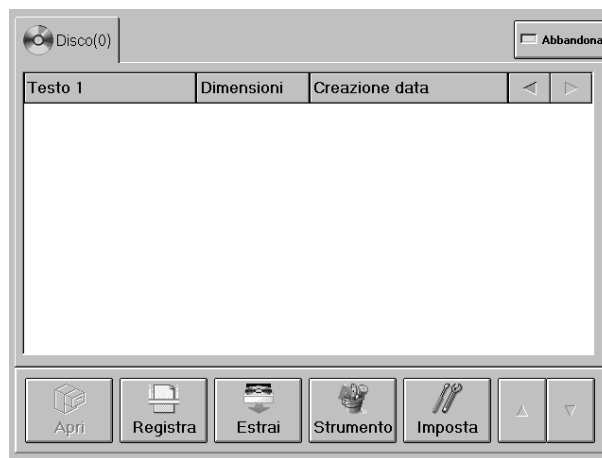 Disco(0)
Abbandona
Testo 1 Dimensioni Creazione data
Apri Registra Estrai Strumento Imposta